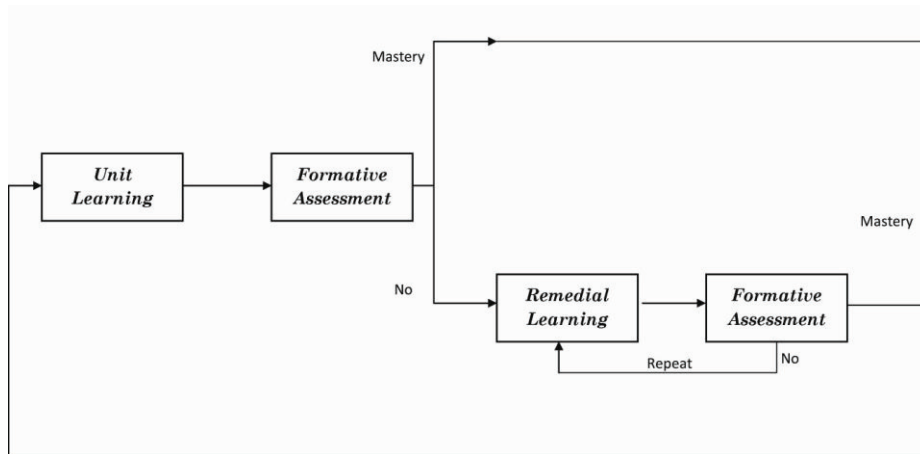 Mastery
Unit
Learning
Formative
Assessment
Mastery
No
Remedial
Learning
Formative
Assessment
Repeat
No